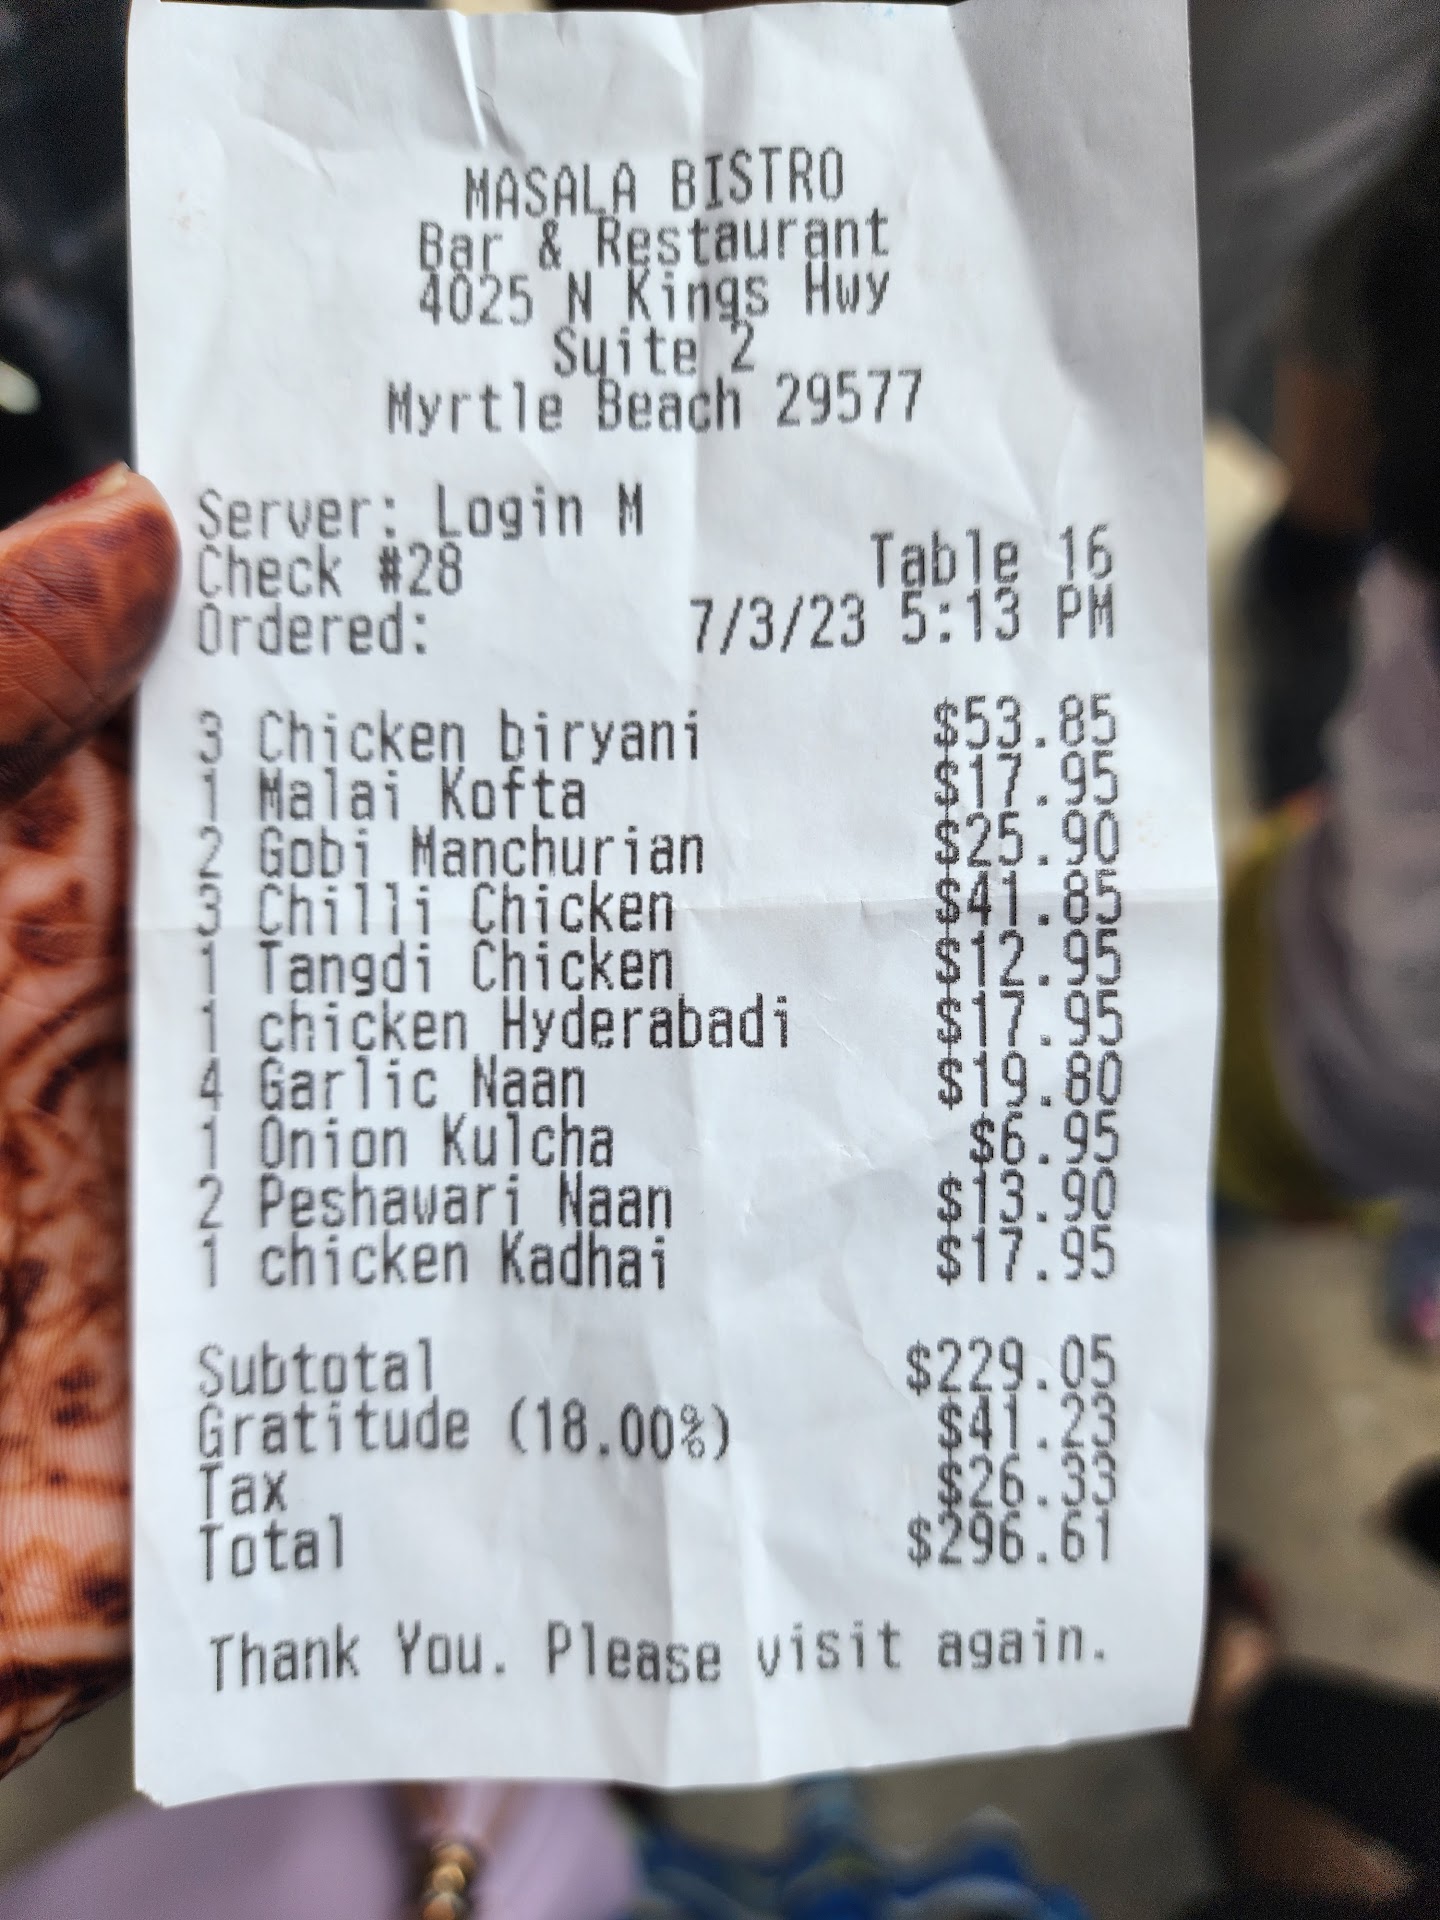 MASALA BISTRO
Bar & Restaurant
4025 N Kings Hwy
Suite 2
Myrtle Beach 29577
Server: Login M
Check #28 Table 16
Ordered: 7/3/23 5:13 PM
3 Chicken biryani $53.85
1 Malai Kofta $17.95
2 Gobi Manchurian $25.90
3 Chilli Chicken $41.85
1 Tangdi Chicken $12.95
1 chicken Hyderabadi $17.95
4 Garlic Naan $19.80
1 Onion Kulcha $6.95
2 Peshawari Naan $13.90
1 chicken Kadhai $17.95
Subtotal $229.05
Gratitude (18.00%) $41.23
Tax $26.33
Total $296.61
Thank You. Please visit again.